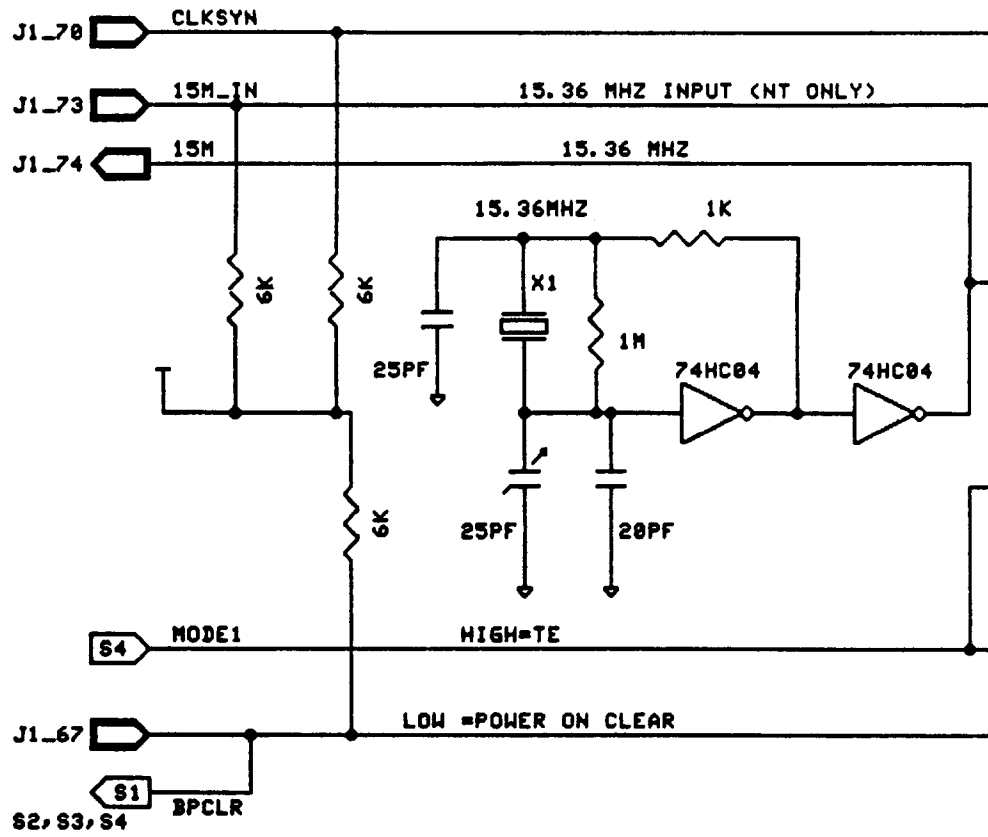 J1_70 CLKSYN
J1_73 15M_IN 15.36 MHZ INPUT (NT ONLY)
J1_74 15M 15.36 MHZ
15.36MHZ 1K
6K 6K X1
25PF 1M 74HC04 74HC04
6K 25PF 20PF
S4 MODE1 HIGH=TE
J1_67 LOW =POWER ON CLEAR
S1 BPCLR
S2,S3,S4